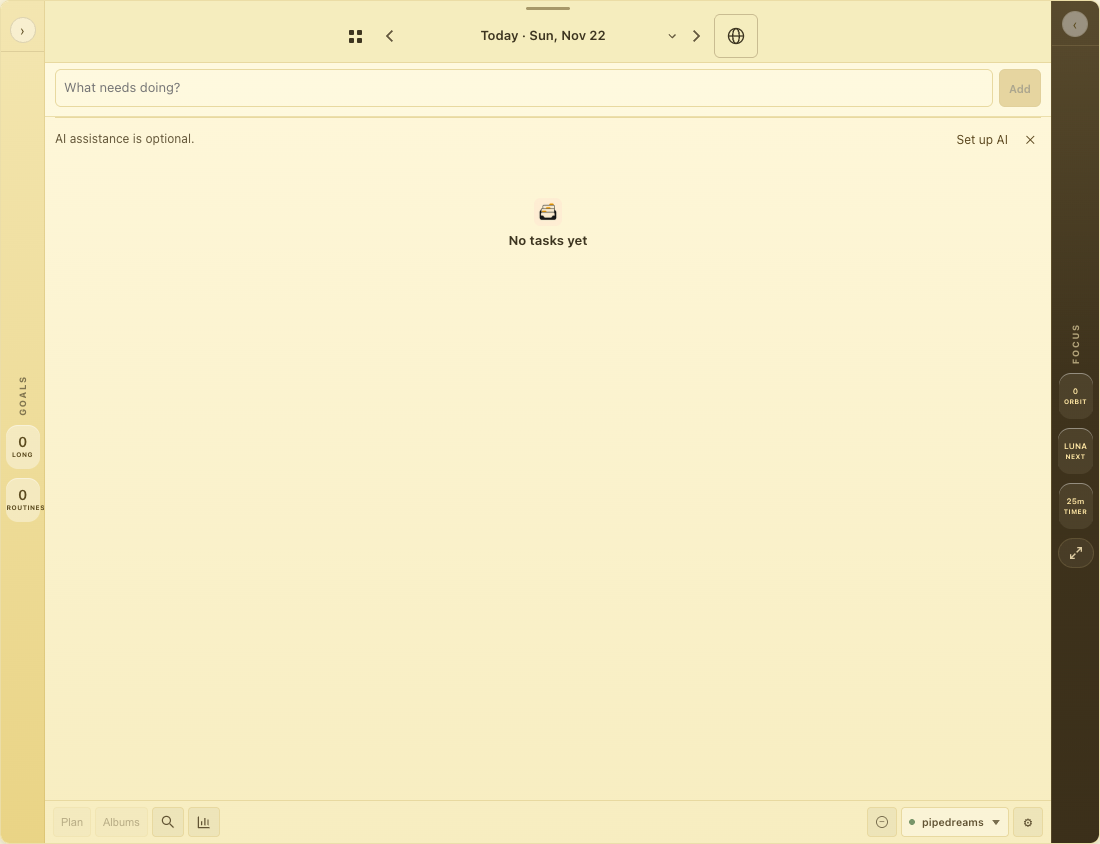 Today · Sun, Nov 22
What needs doing?
Add
AI assistance is optional.
Set up AI
No tasks yet
GOALS
0
LONG
0
ROUTINES
FOCUS
0
ORBIT
LUNA
NEXT
25m
TIMER
Plan
Albums
pipedreams